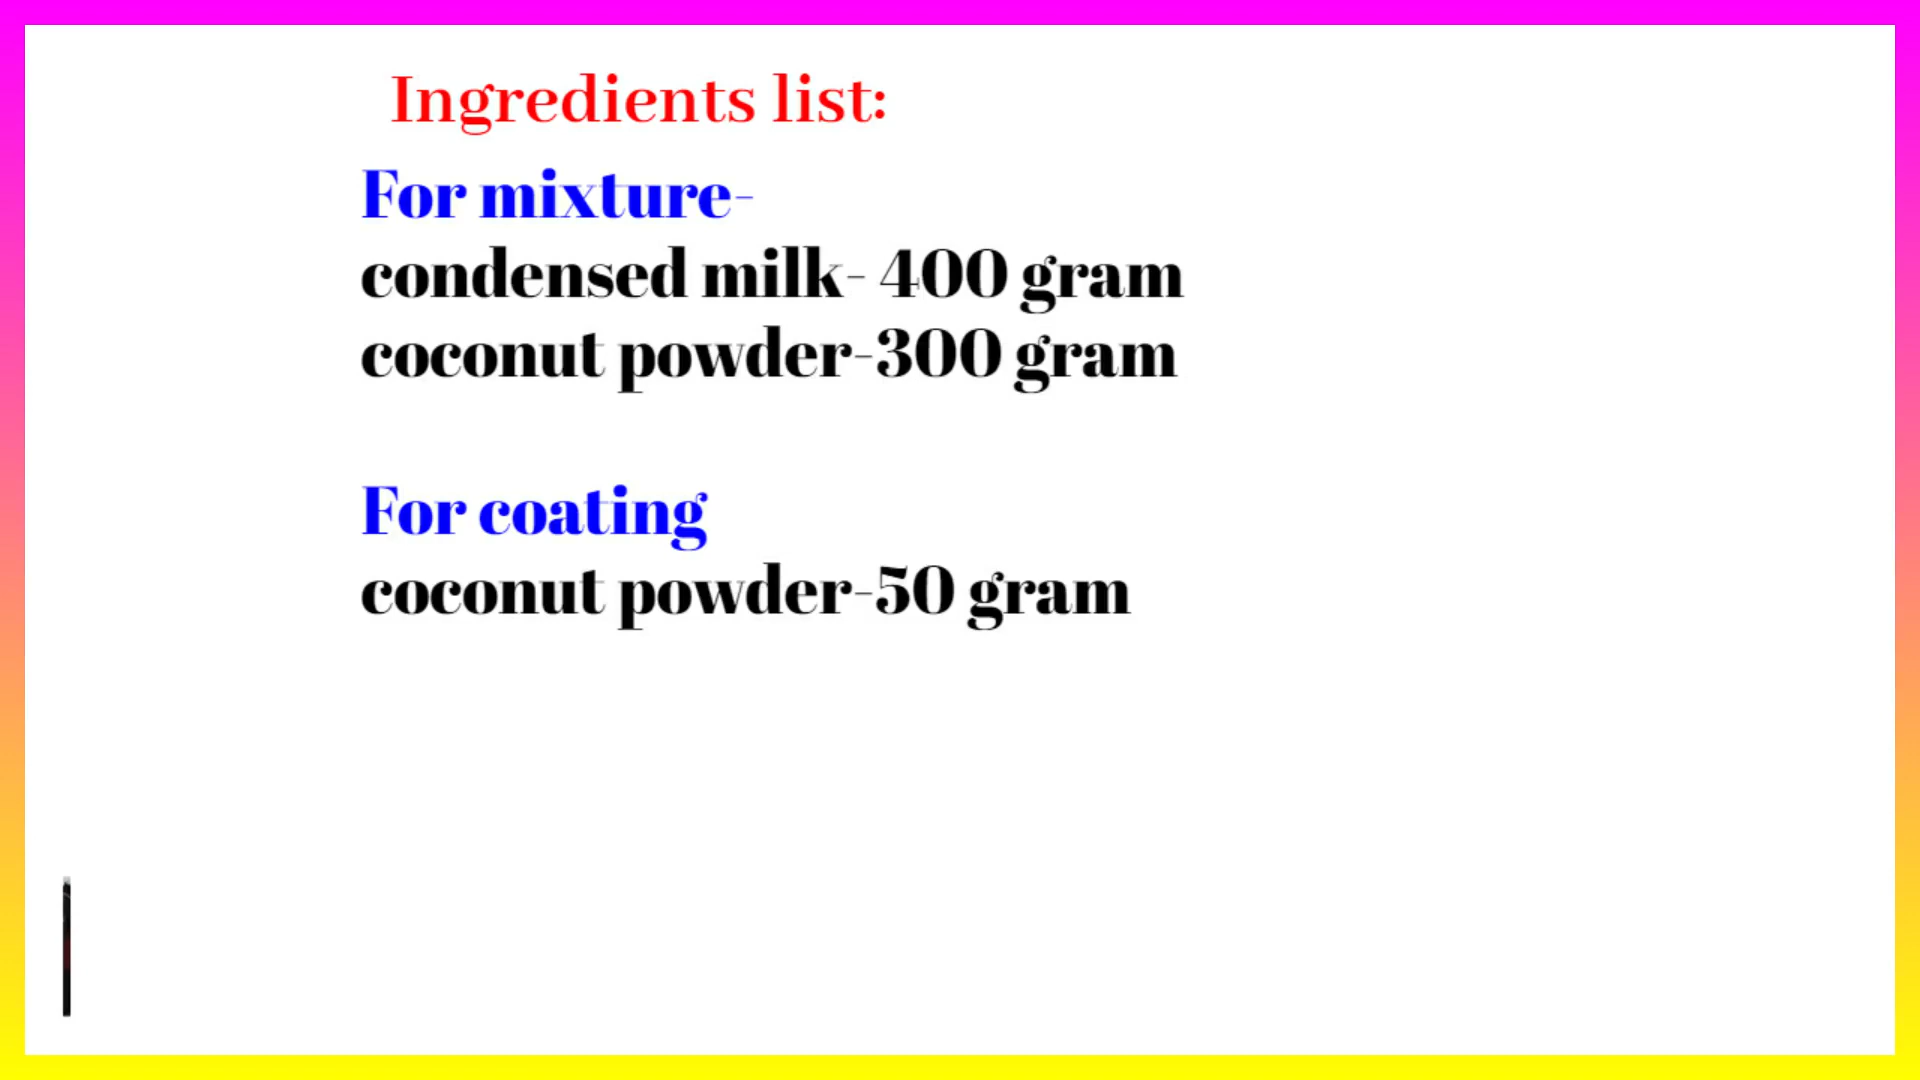 Ingredients list:
For mixture-
condensed milk- 400 gram
coconut powder-300 gram
For coating
coconut powder-50 gram